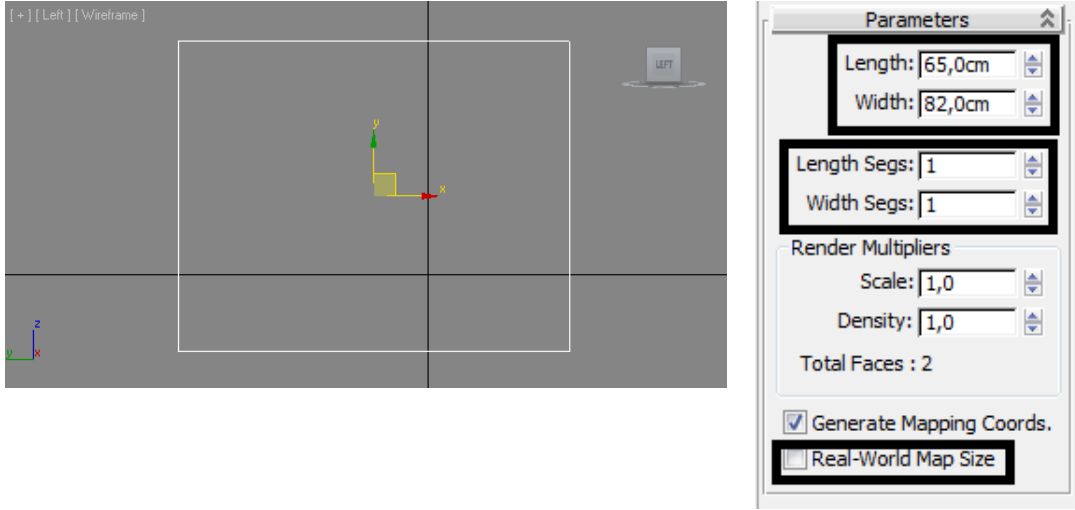 [ + ] [ Left ] [ Wireframe ]
LEFT
y
x
z
y x
Parameters
Length: 65,0cm
Width: 82,0cm
Length Segs: 1
Width Segs: 1
Render Multipliers
Scale: 1,0
Density: 1,0
Total Faces : 2
Generate Mapping Coords.
Real-World Map Size